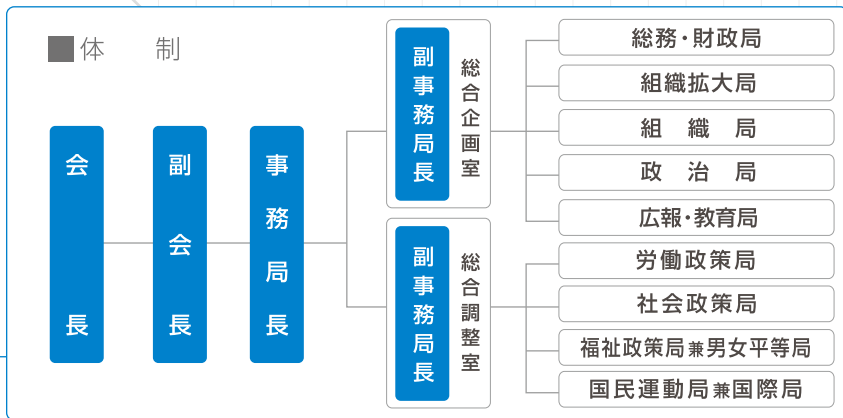 ■体　制
会長
副会長
事務局長
副事務局長
総合企画室
総務・財政局
組織拡大局
組織局
政治局
広報・教育局
副事務局長
総合調整室
労働政策局
社会政策局
福祉政策局兼男女平等局
国民運動局兼国際局